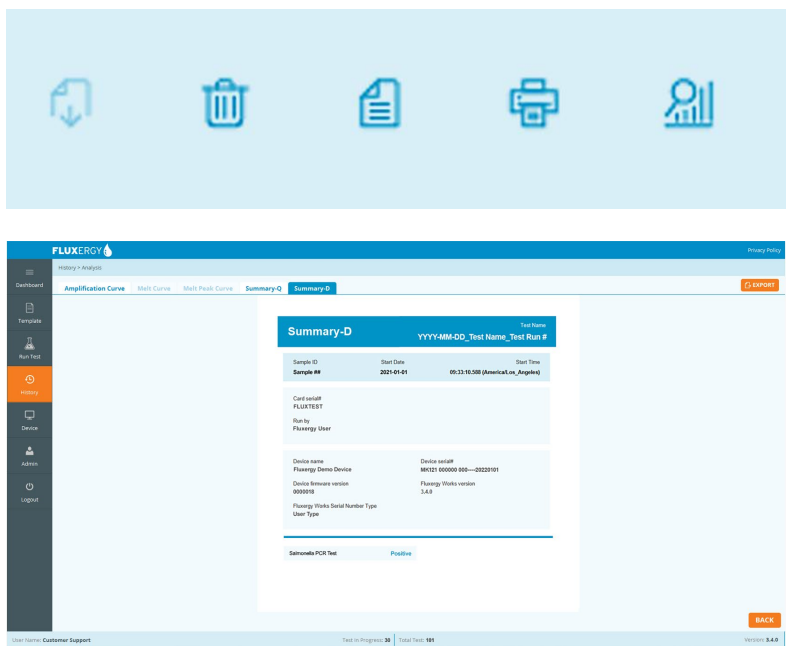 FLUXERGY
Privacy Policy
History > Analysis
Dashboard
Amplification Curve Melt Curve Melt Peak Curve Summary-Q Summary-D
EXPORT
Template
Run Test
History
Device
Admin
Logout
Summary-D
Test Name
YYYY-MM-DD_Test Name_Test Run #
Sample ID Start Date Start Time
Sample ## 2021-01-01 09:33:10.588 (America/Los_Angeles)
Card serial#
FLUXTEST
Run by
Fluxergy User
Device name Device serial#
Fluxergy Demo Device MK121 000000 000----20220101
Device firmware version Fluxergy Works version
0000018 3.4.0
Fluxergy Works Serial Number Type
User Type
Salmonella PCR Test Positive
BACK
User Name: Customer Support Test in Progress: 30 Total Test: 181 Version: 3.4.0